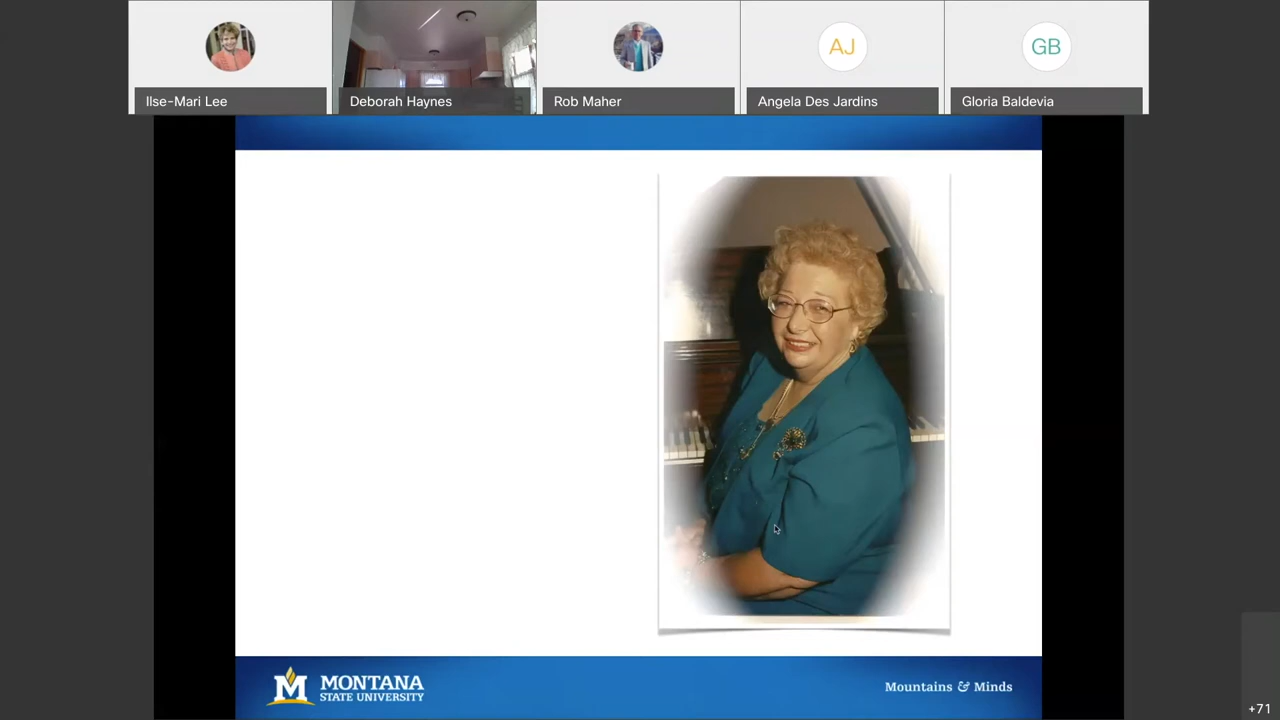 Ilse-Mari Lee
Deborah Haynes
Rob Maher
AJ
Angela Des Jardins
GB
Gloria Baldevia
M MONTANA
STATE UNIVERSITY
Mountains & Minds
+71